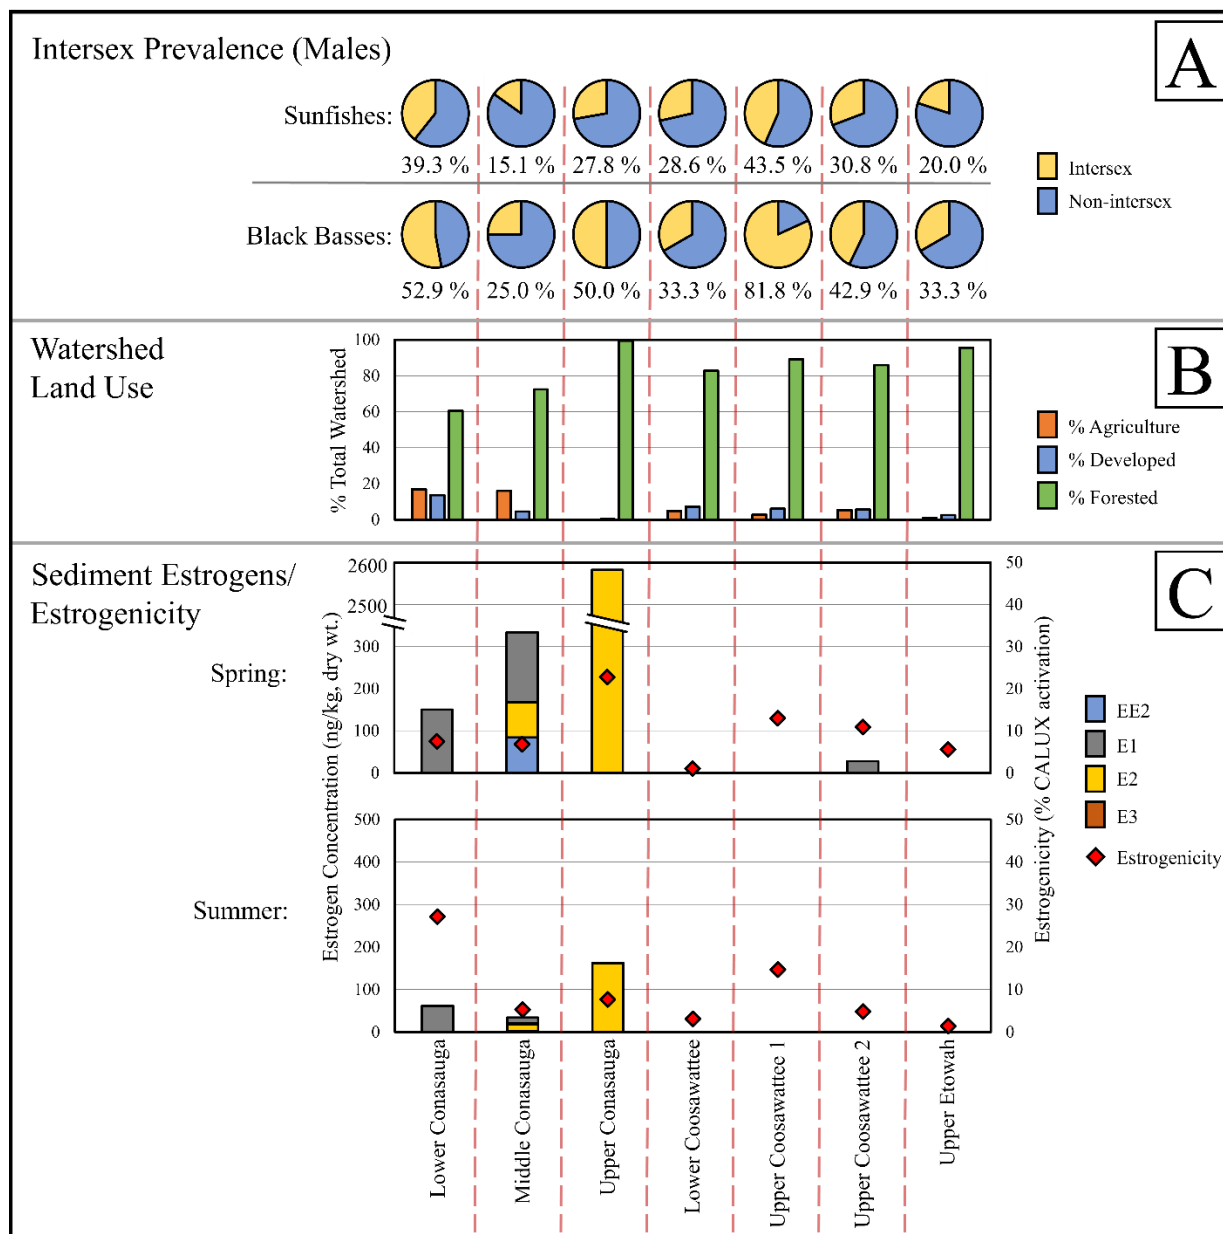 Intersex Prevalence (Males)
A
Sunfishes:
39.3 % 15.1 % 27.8 % 28.6 % 43.5 % 30.8 % 20.0 %
Intersex
Non-intersex
Black Basses:
52.9 % 25.0 % 50.0 % 33.3 % 81.8 % 42.9 % 33.3 %
Watershed
Land Use
B
% Total Watershed
100
80
60
40
20
0
% Agriculture
% Developed
% Forested
Sediment Estrogens/
Estrogenicity
C
Spring:
Estrogen Concentration (ng/kg, dry wt.)
2600
2500
300
200
100
0
50
40
30
20
10
0
Estrogenicity (% CALUX activation)
EE2
E1
E2
E3
Estrogenicity
Summer:
500
400
300
200
100
0
50
40
30
20
10
0
Lower Conasauga
Middle Conasauga
Upper Conasauga
Lower Coosawattee
Upper Coosawattee 1
Upper Coosawattee 2
Upper Etowah